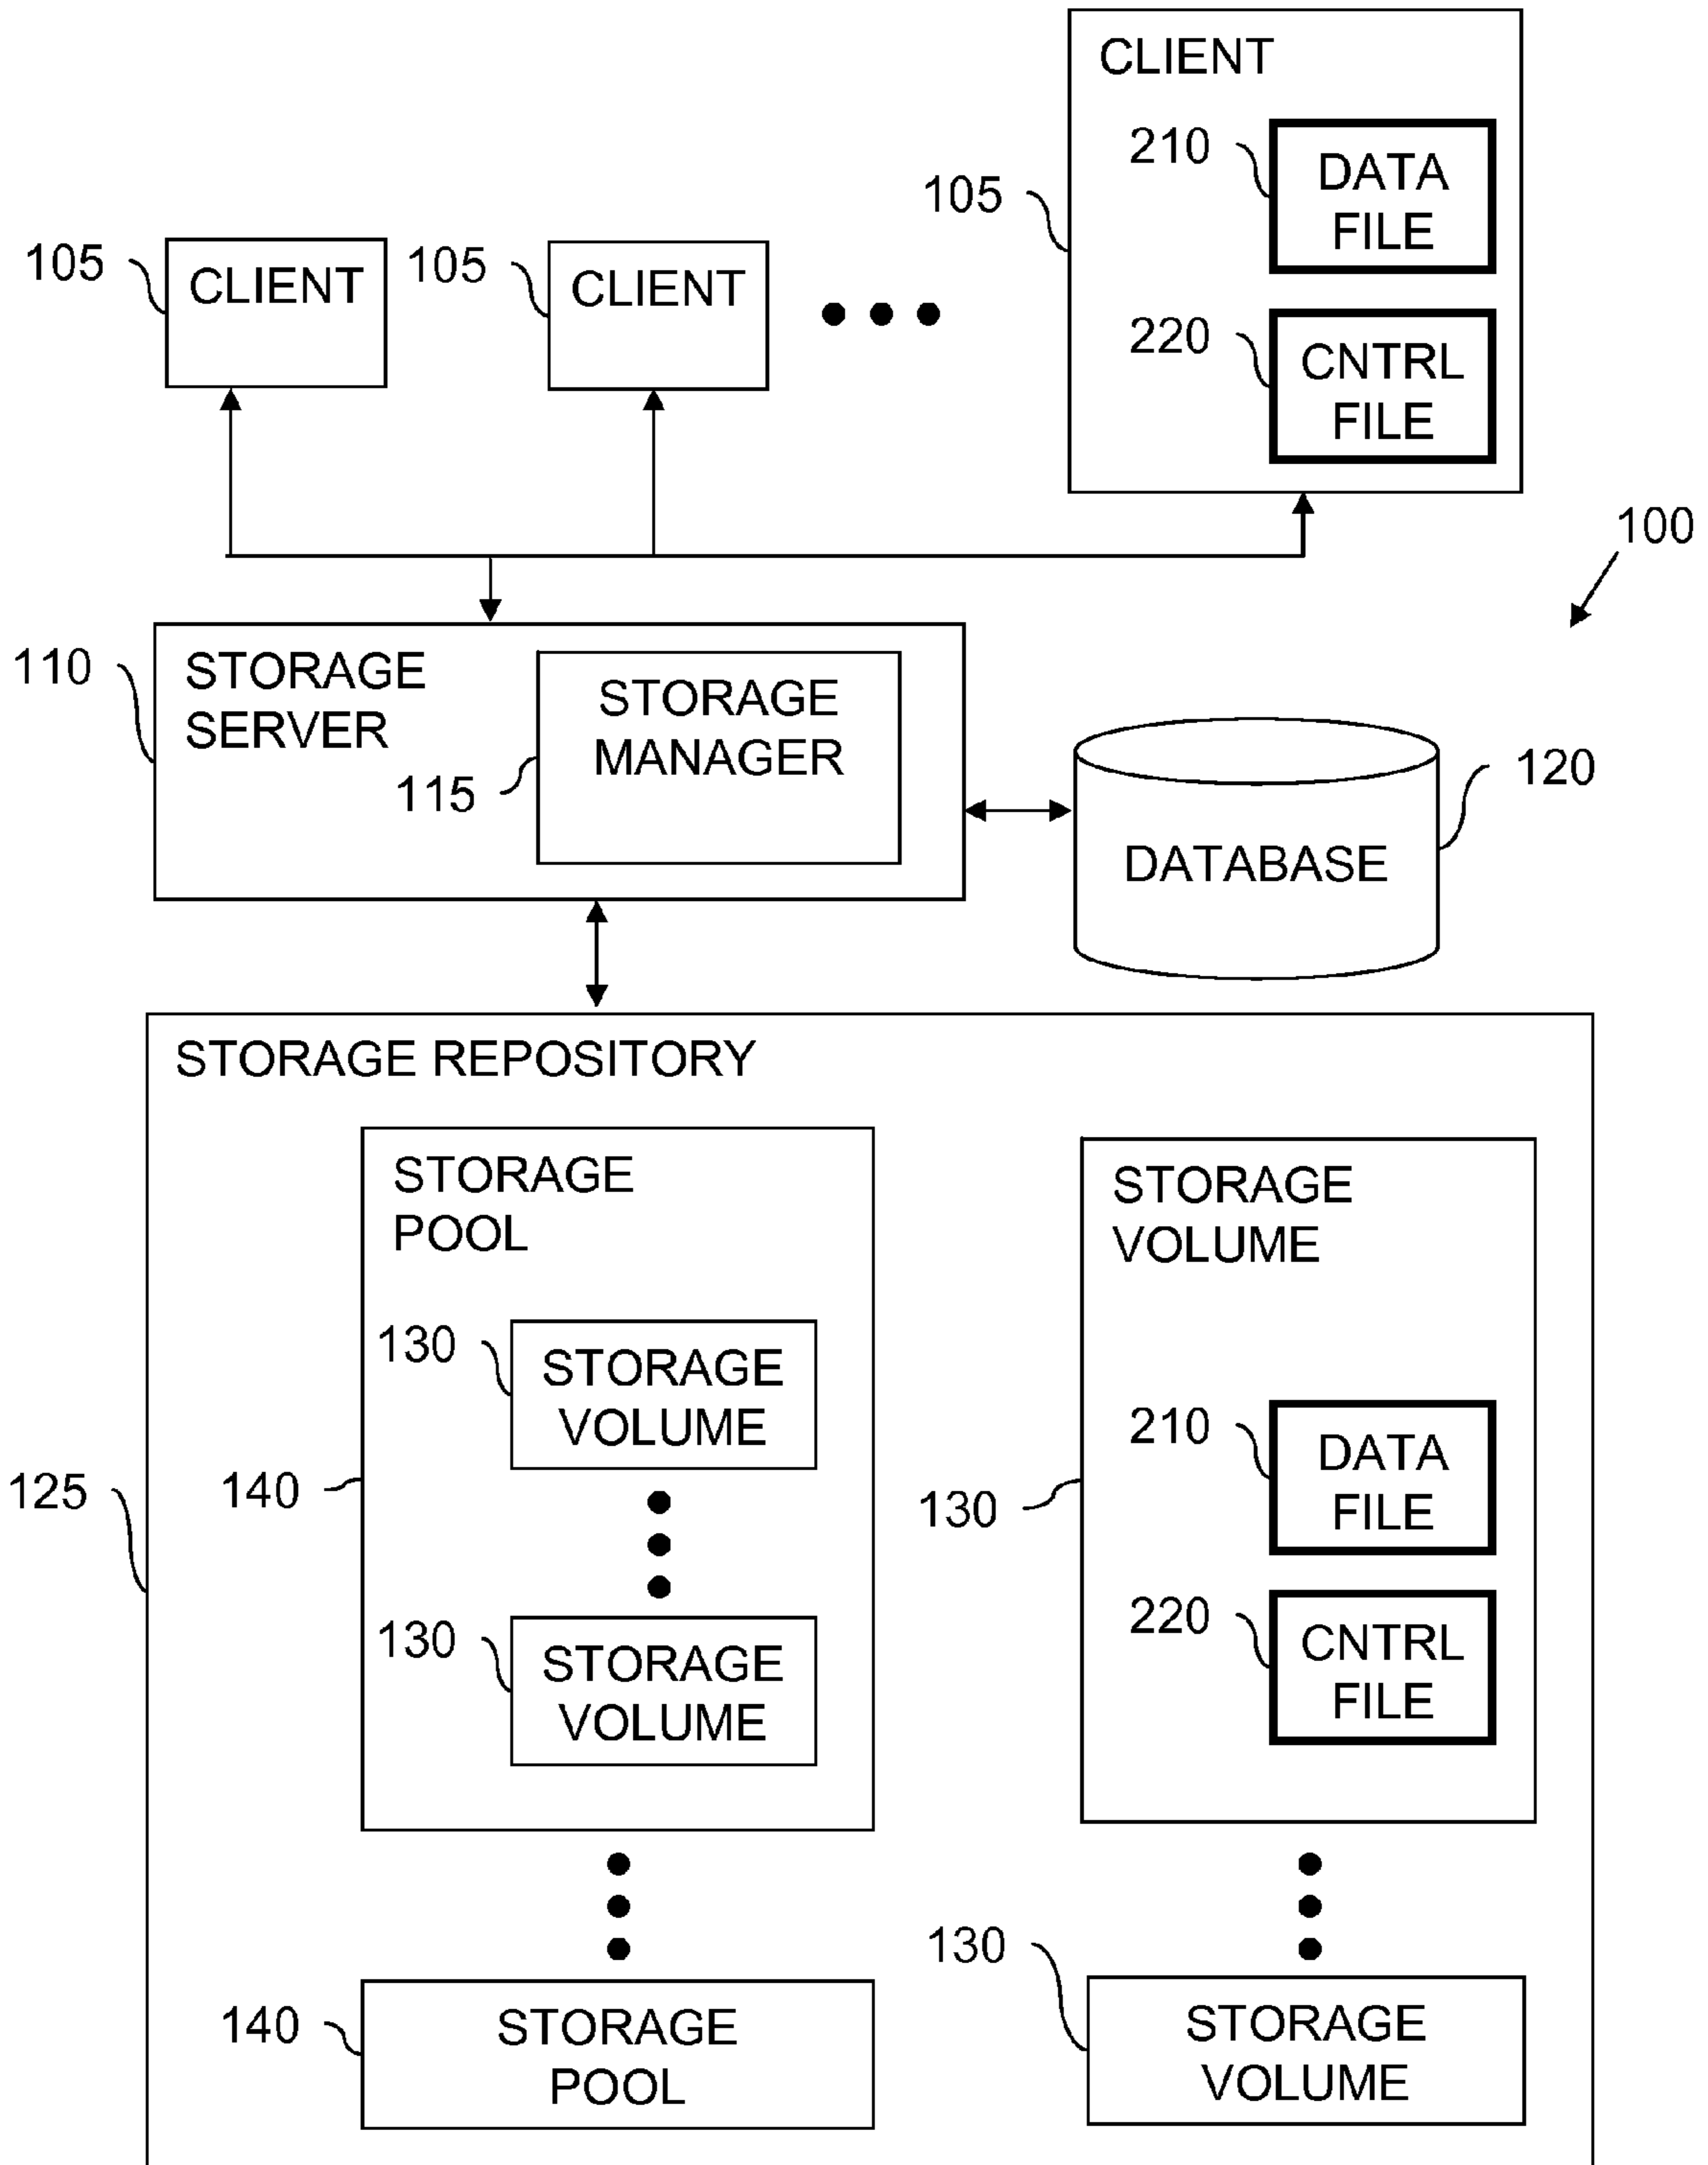 CLIENT
210
DATA
FILE
105
220
CNTRL
FILE
105
CLIENT
105
CLIENT
100
110
STORAGE
SERVER
STORAGE
MANAGER
115
120
DATABASE
STORAGE REPOSITORY
STORAGE
POOL
130
STORAGE
VOLUME
125
140
130
STORAGE
VOLUME
STORAGE
VOLUME
210
DATA
FILE
130
220
CNTRL
FILE
140
STORAGE
POOL
130
STORAGE
VOLUME